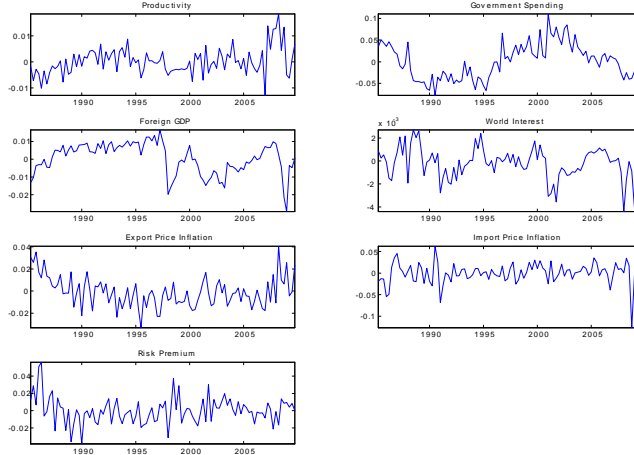 Productivity
0.01
0
-0.01
1990 1995 2000 2005
Government Spending
0.1
0.05
0
-0.05
1990 1995 2000 2005
Foreign GDP
0.01
0
-0.01
-0.02
1990 1995 2000 2005
World Interest
x 10³
2
0
-2
-4
1990 1995 2000 2005
Export Price Inflation
0.04
0.02
0
-0.02
1990 1995 2000 2005
Import Price Inflation
0.05
0
-0.05
-0.1
1990 1995 2000 2005
Risk Premium
0.04
0.02
0
-0.02
1990 1995 2000 2005